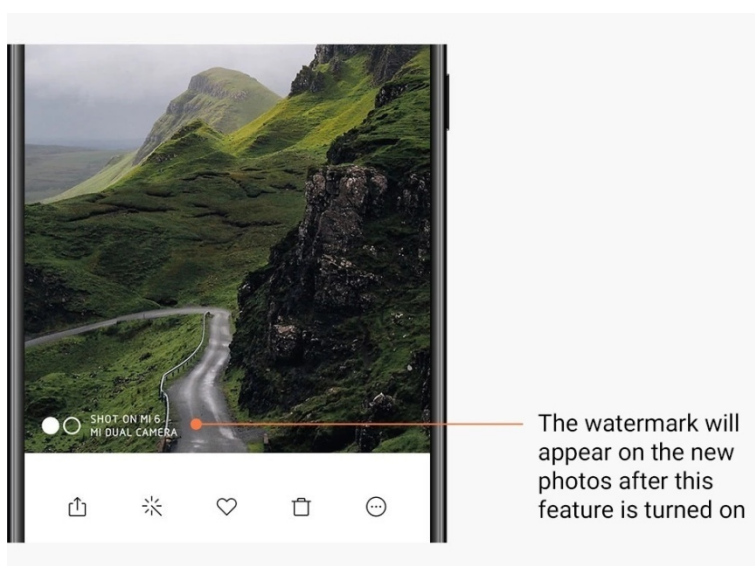 SHOT ON MI 6
MI DUAL CAMERA
The watermark will
appear on the new
photos after this
feature is turned on